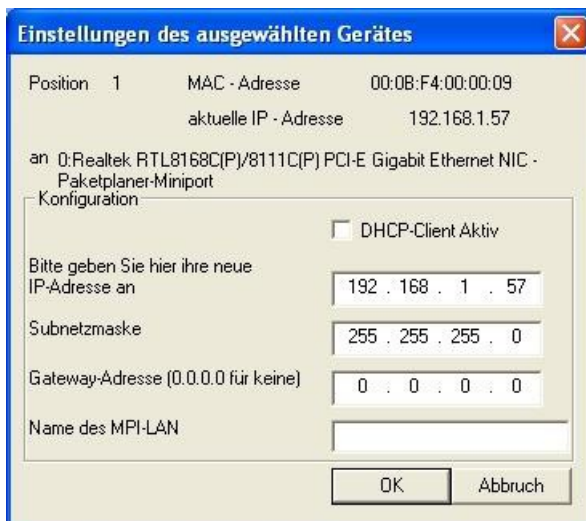 Einstellungen des ausgewählten Gerätes
Position 1 MAC - Adresse 00:0B:F4:00:00:09
aktuelle IP - Adresse 192.168.1.57
an 0:Realtek RTL8168C(P)/8111C(P) PCI-E Gigabit Ethernet NIC -
Paketplaner-Miniport
Konfiguration
DHCP-Client Aktiv
Bitte geben Sie hier ihre neue
IP-Adresse an 192 . 168 . 1 . 57
Subnetzmaske 255 . 255 . 255 . 0
Gateway-Adresse (0.0.0.0 für keine) 0 . 0 . 0 . 0
Name des MPI-LAN
OK Abbruch